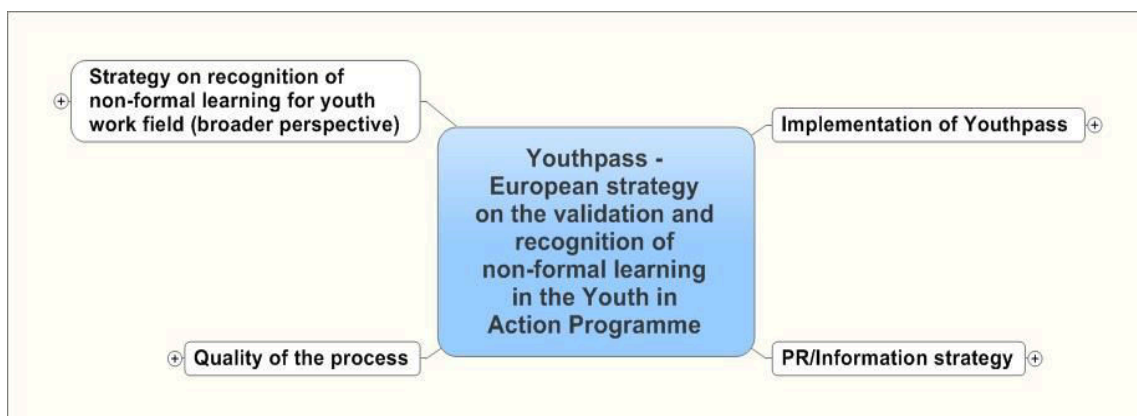 Strategy on recognition of
non-formal learning for youth
work field (broader perspective)
Implementation of Youthpass
Youthpass -
European strategy
on the validation and
recognition of
non-formal learning
in the Youth in
Action Programme
Quality of the process
PR/Information strategy